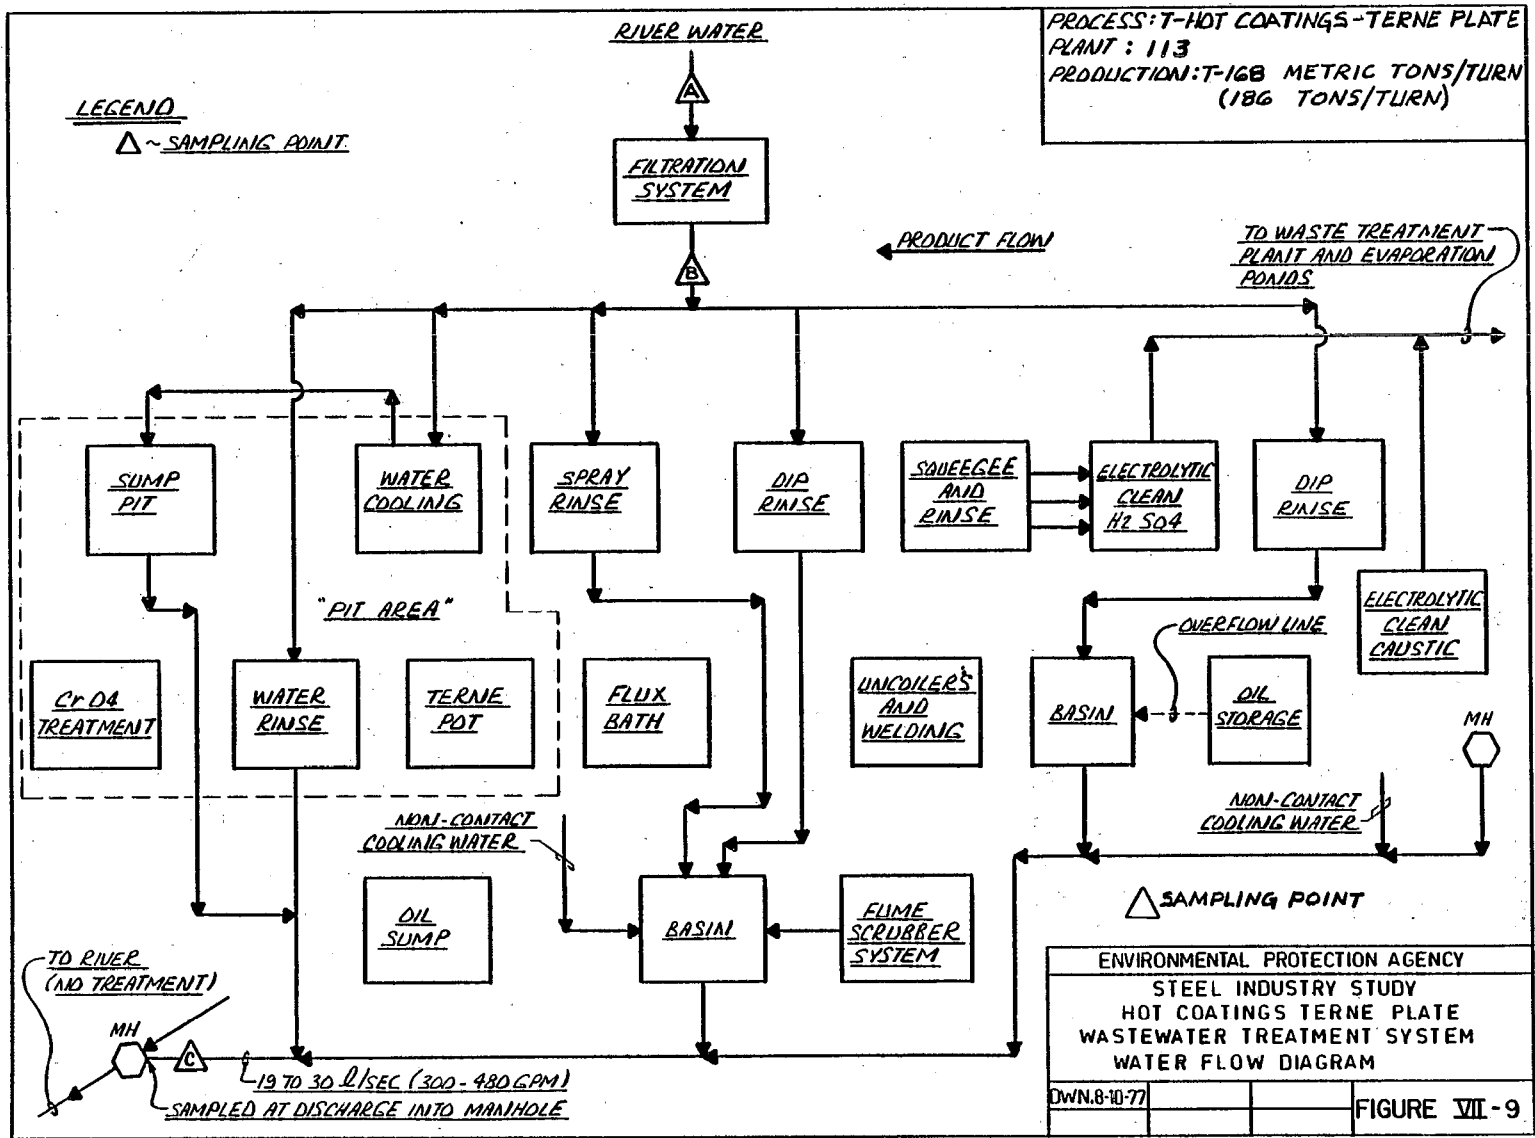 RIVER WATER
PROCESS: T-HOT COATINGS-TERNE PLATE
PLANT : 113
PRODUCTION: T-168 METRIC TONS/TURN
(186 TONS/TURN)
LEGEND
△ ~ SAMPLING POINT
A
FILTRATION
SYSTEM
PRODUCT FLOW
TO WASTE TREATMENT
PLANT AND EVAPORATION
PONDS
B
SUMP
PIT
WATER
COOLING
SPRAY
RINSE
DIP
RINSE
SQUEEGEE
AND
RINSE
ELECTROLYTIC
CLEAN
H2 SO4
DIP
RINSE
"PIT AREA"
ELECTROLYTIC
CLEAN
CAUSTIC
OVERFLOW LINE
CrO4
TREATMENT
WATER
RINSE
TERNE
POT
FLUX
BATH
UNCOILER'S
AND
WELDING
BASIN
OIL
STORAGE
MH
NON-CONTACT
COOLING WATER
NON-CONTACT
COOLING WATER
OIL
SUMP
BASIN
FUME
SCRUBBER
SYSTEM
△ SAMPLING POINT
TO RIVER
(NO TREATMENT)
MH
C
19 TO 30 l/SEC (300-480 GPM)
SAMPLED AT DISCHARGE INTO MANHOLE
ENVIRONMENTAL PROTECTION AGENCY
STEEL INDUSTRY STUDY
HOT COATINGS TERNE PLATE
WASTEWATER TREATMENT SYSTEM
WATER FLOW DIAGRAM
DWN.8-10-77
FIGURE VII-9